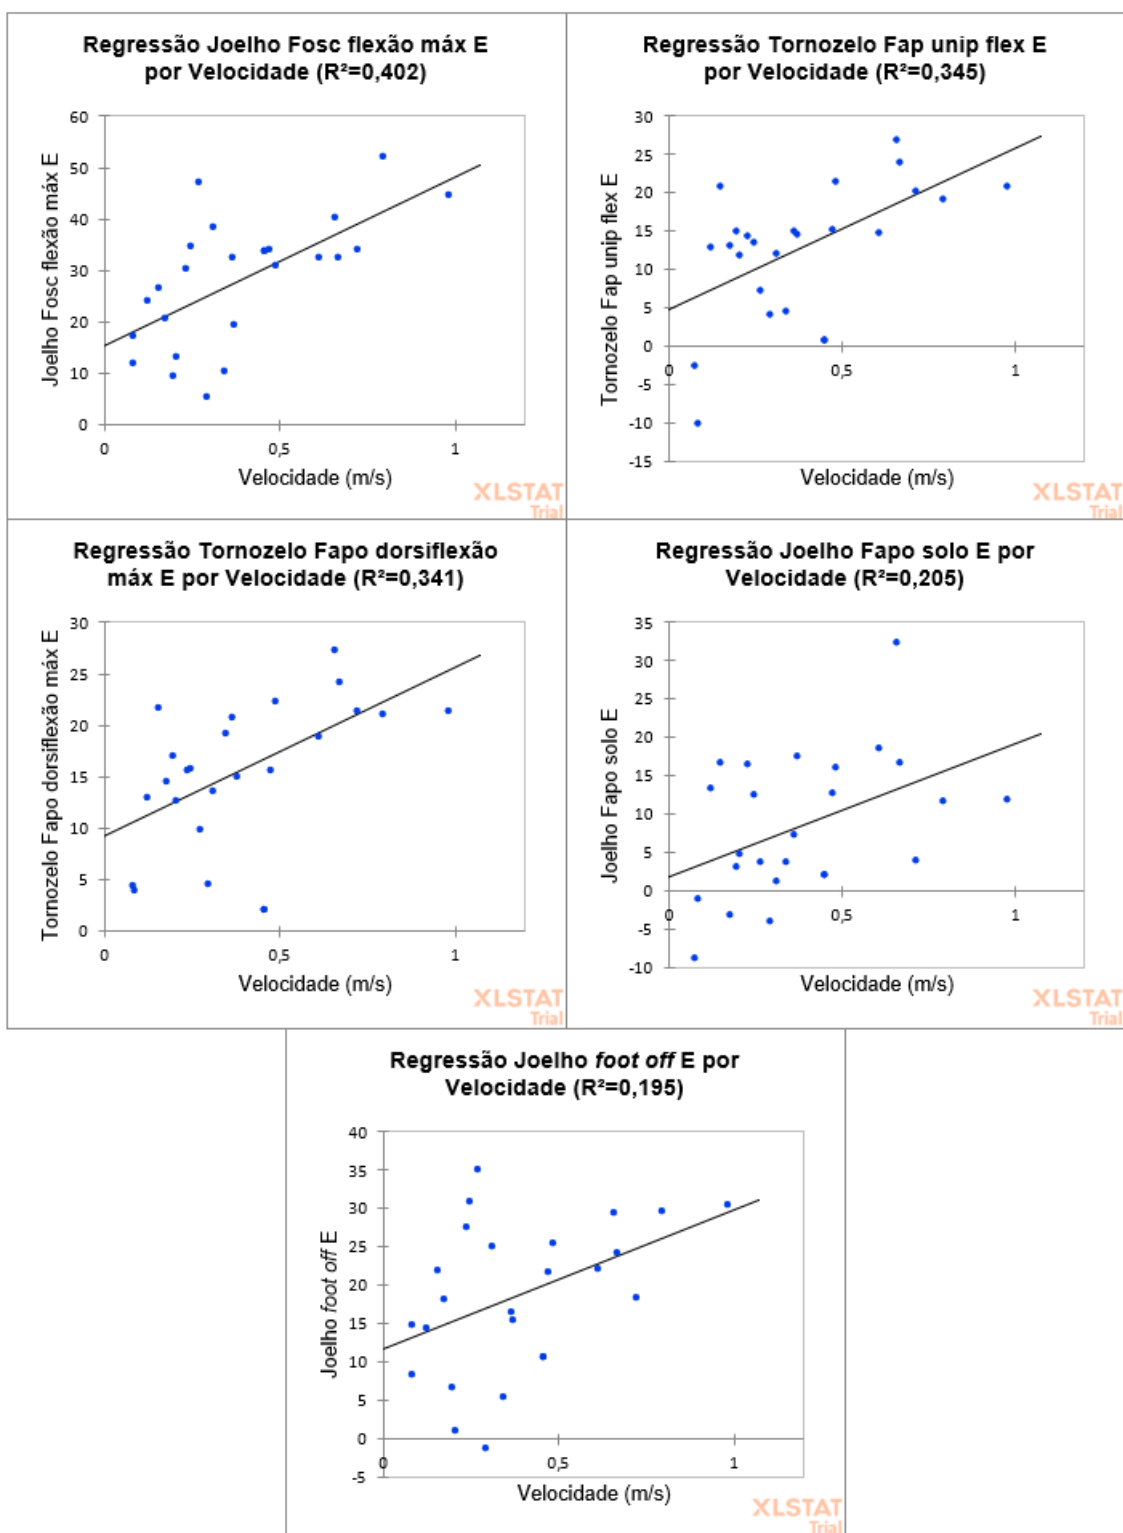 Regressão Joelho Fosc flexão máx E
por Velocidade (R²=0,402)
60
50
40
30
20
10
0
Joelho Fosc flexão máx E
0
0,5
1
Velocidade (m/s)
XLSTAT
Trial
Regressão Tornozelo Fap unip flex E
por Velocidade (R²=0,345)
30
25
20
15
10
5
0
-5
-10
-15
Tornozelo Fap unip flex E
0
0,5
1
Velocidade (m/s)
XLSTAT
Trial
Regressão Tornozelo Fapo dorsiflexão
máx E por Velocidade (R²=0,341)
30
25
20
15
10
5
0
Tornozelo Fapo dorsiflexão máx E
0
0,5
1
Velocidade (m/s)
XLSTAT
Trial
Regressão Joelho Fapo solo E por
Velocidade (R²=0,205)
35
30
25
20
15
10
5
0
-5
-10
Joelho Fapo solo E
0
0,5
1
Velocidade (m/s)
XLSTAT
Trial
Regressão Joelho foot off E por
Velocidade (R²=0,195)
40
35
30
25
20
15
10
5
0
-5
Joelho foot off E
0
0,5
1
Velocidade (m/s)
XLSTAT
Trial